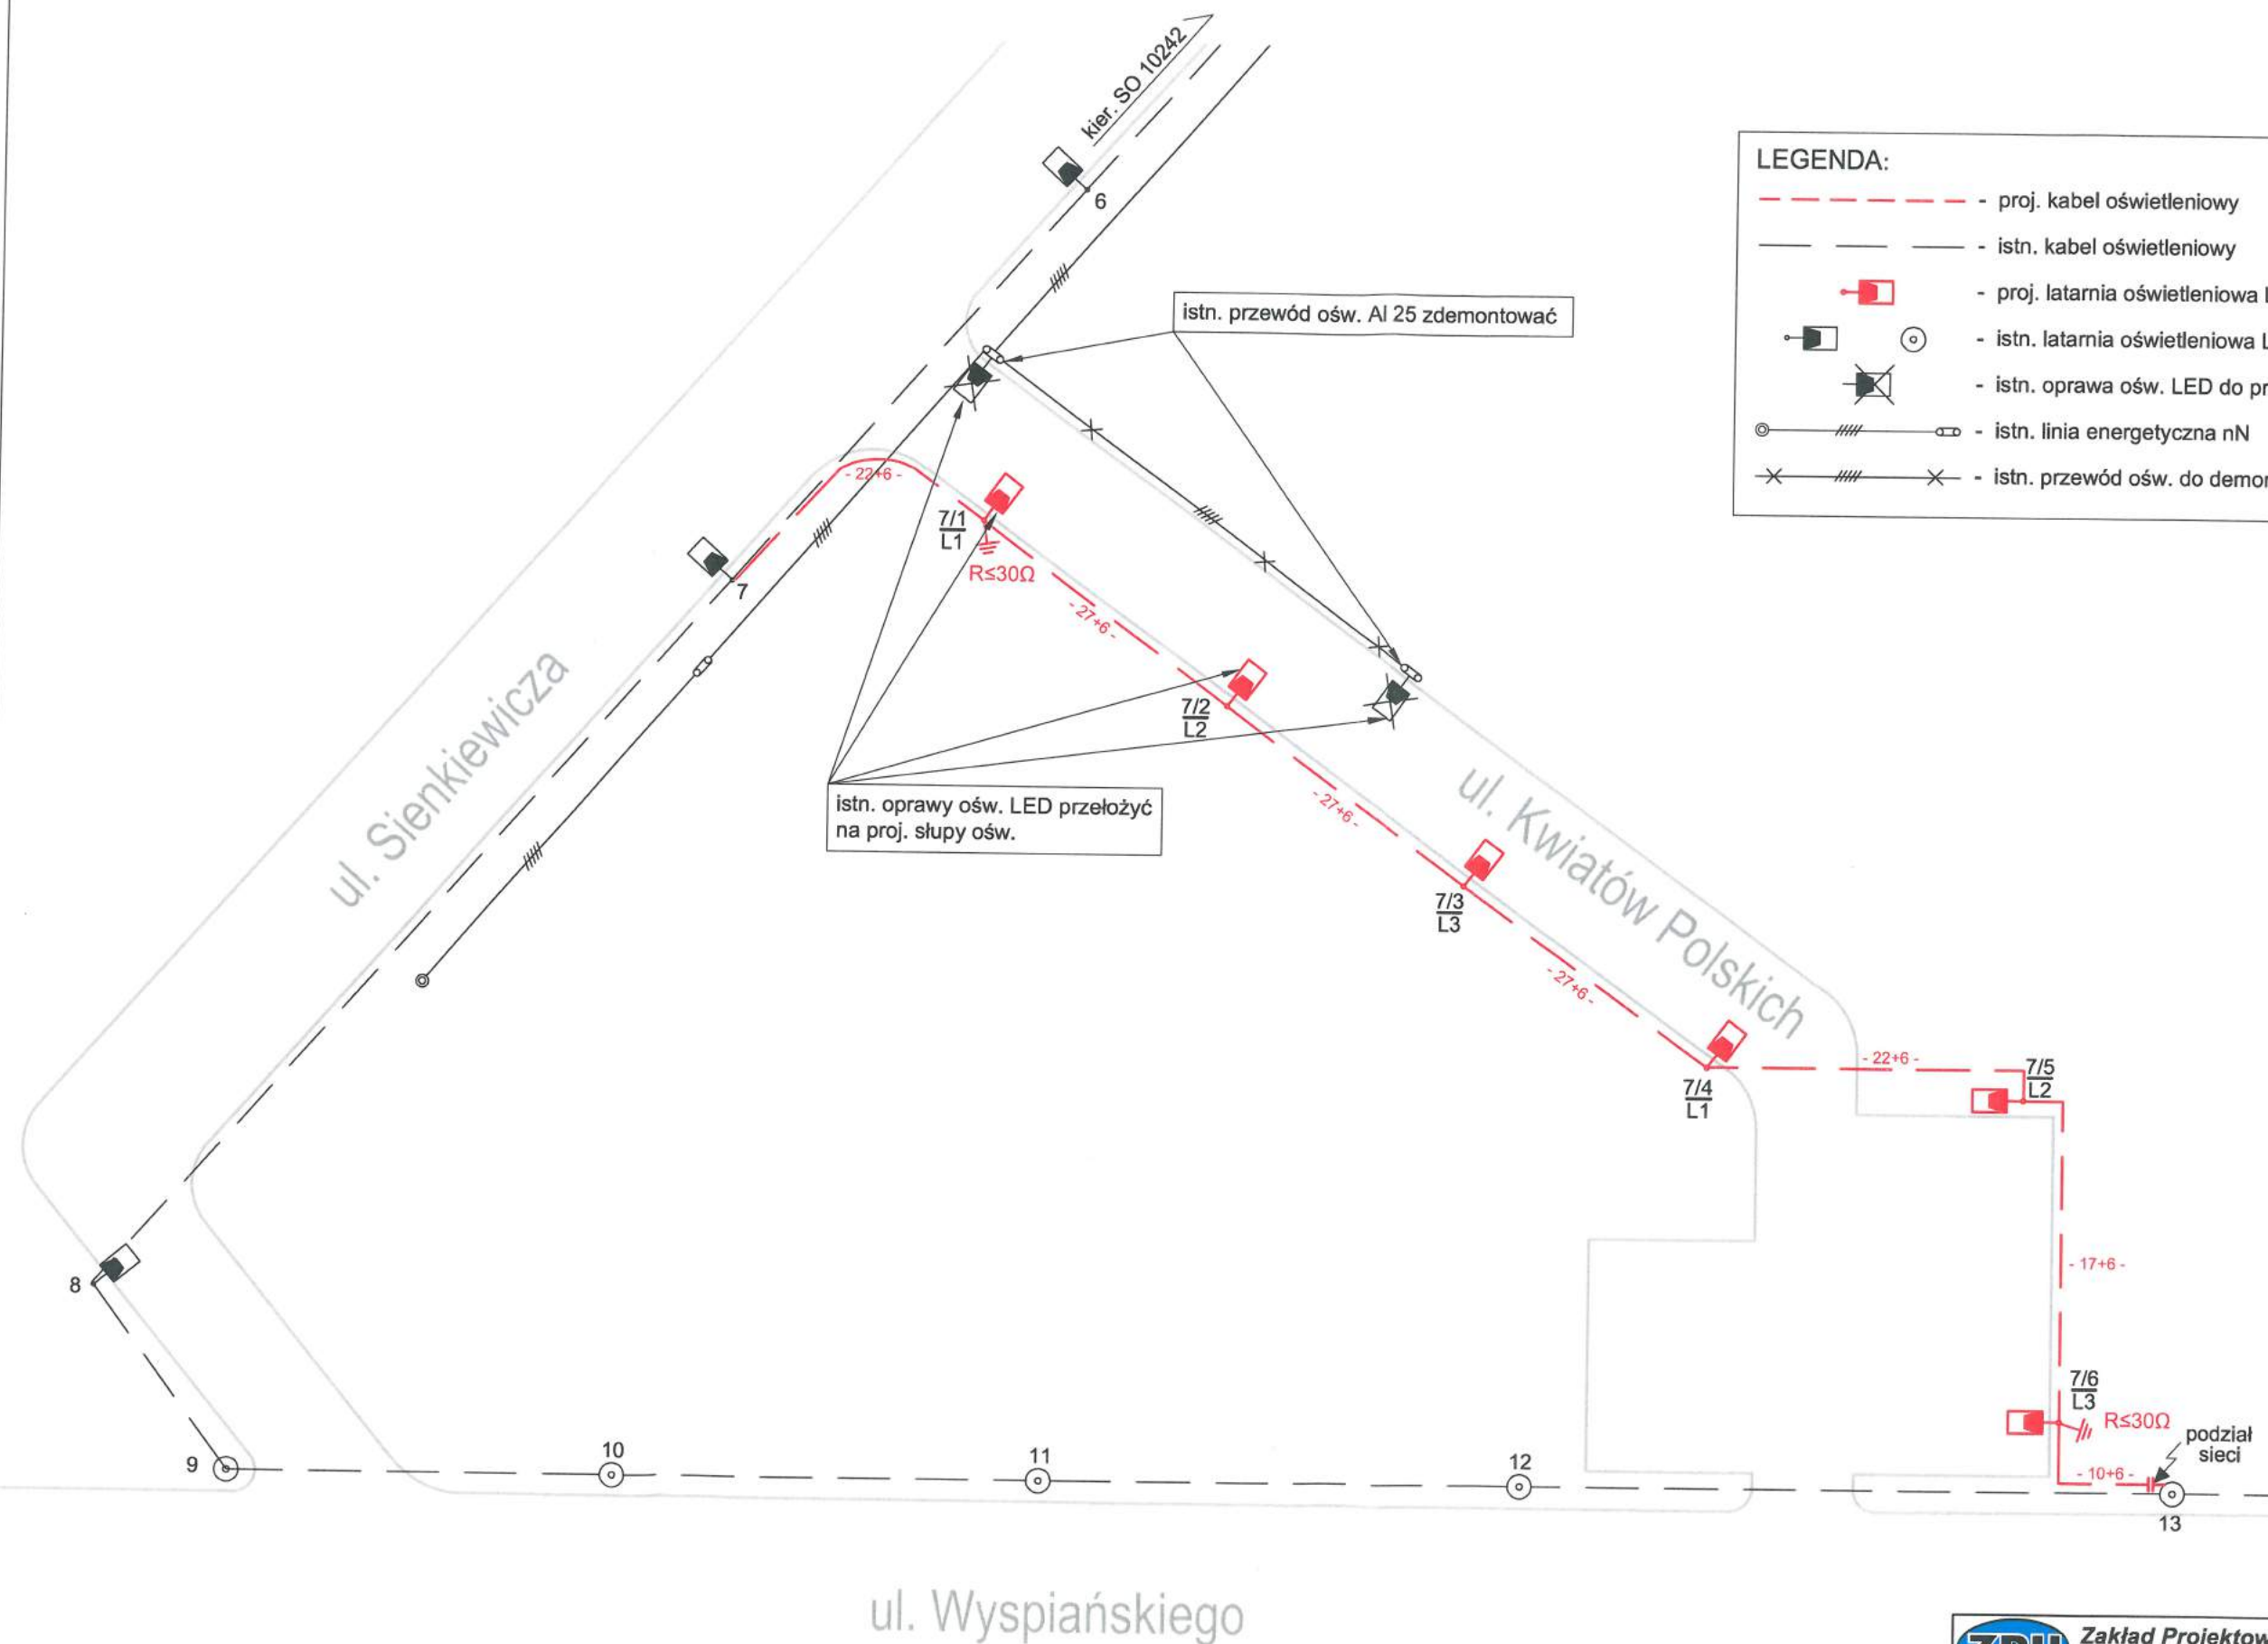 kier. SO 10242
6
LEGENDA:
- proj. kabel oświetleniowy
- istn. kabel oświetleniowy
- proj. latarnia oświetleniowa
- istn. latarnia oświetleniowa
- istn. oprawa ośw. LED do
- istn. linia energetyczna nN
- istn. przewód ośw. do
istn. przewód ośw. Al 25 zdemontować
- 22+6 -
7/1
L1
R≤30Ω
7
- 27+6 -
7/2
L2
istn. oprawy ośw. LED przełożyć
na proj. słupy ośw.
- 27+6 -
ul. Sienkiewicza
ul. Kwiatów Polskich
7/3
L3
- 27+6 -
7/4
L1
- 22+6 -
7/5
L2
- 17+6 -
8
7/6
L3
R≤30Ω
podział
sieci
- 10+6 -
9
10
11
12
13
ul. Wyspiańskiego
Zakład